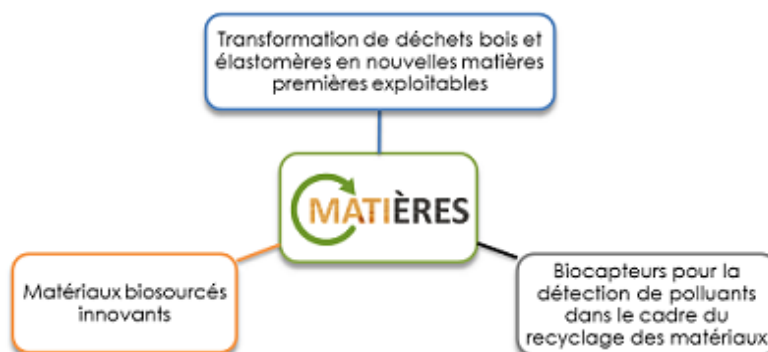 Transformation de déchets bois et
élastomères en nouvelles matières
premières exploitables
MATIÈRES
Matériaux biosourcés
innovants
Biocapteurs pour la
détection de polluants
dans le cadre du
recyclage des matériaux